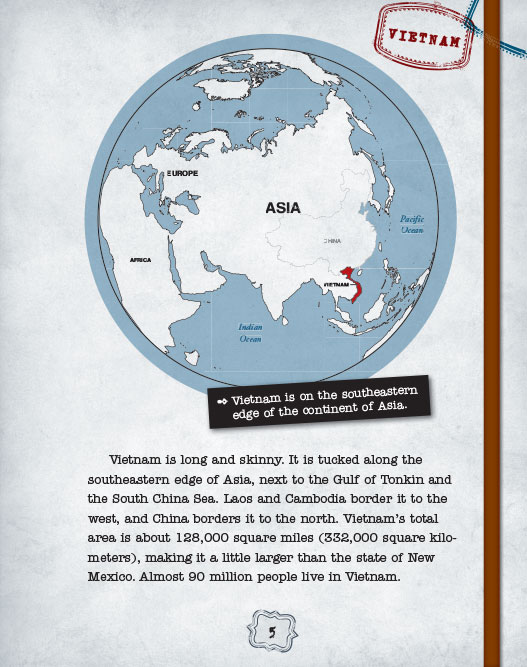 VIETNAM
EUROPE
ASIA
Pacific
Ocean
CHINA
AFRICA
VIETNAM
Indian
Ocean
➺ Vietnam is on the southeastern
edge of the continent of Asia.
Vietnam is long and skinny. It is tucked along the
southeastern edge of Asia, next to the Gulf of Tonkin and
the South China Sea. Laos and Cambodia border it to the
west, and China borders it to the north. Vietnam's total
area is about 128,000 square miles (332,000 square kilo-
meters), making it a little larger than the state of New
Mexico. Almost 90 million people live in Vietnam.
5